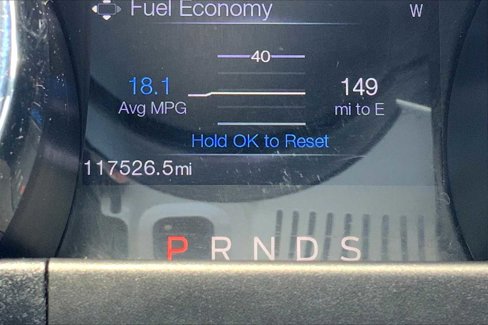 Fuel Economy W
40
18.1 149
Avg MPG mi to E
Hold OK to Reset
117526.5mi
P R N D S